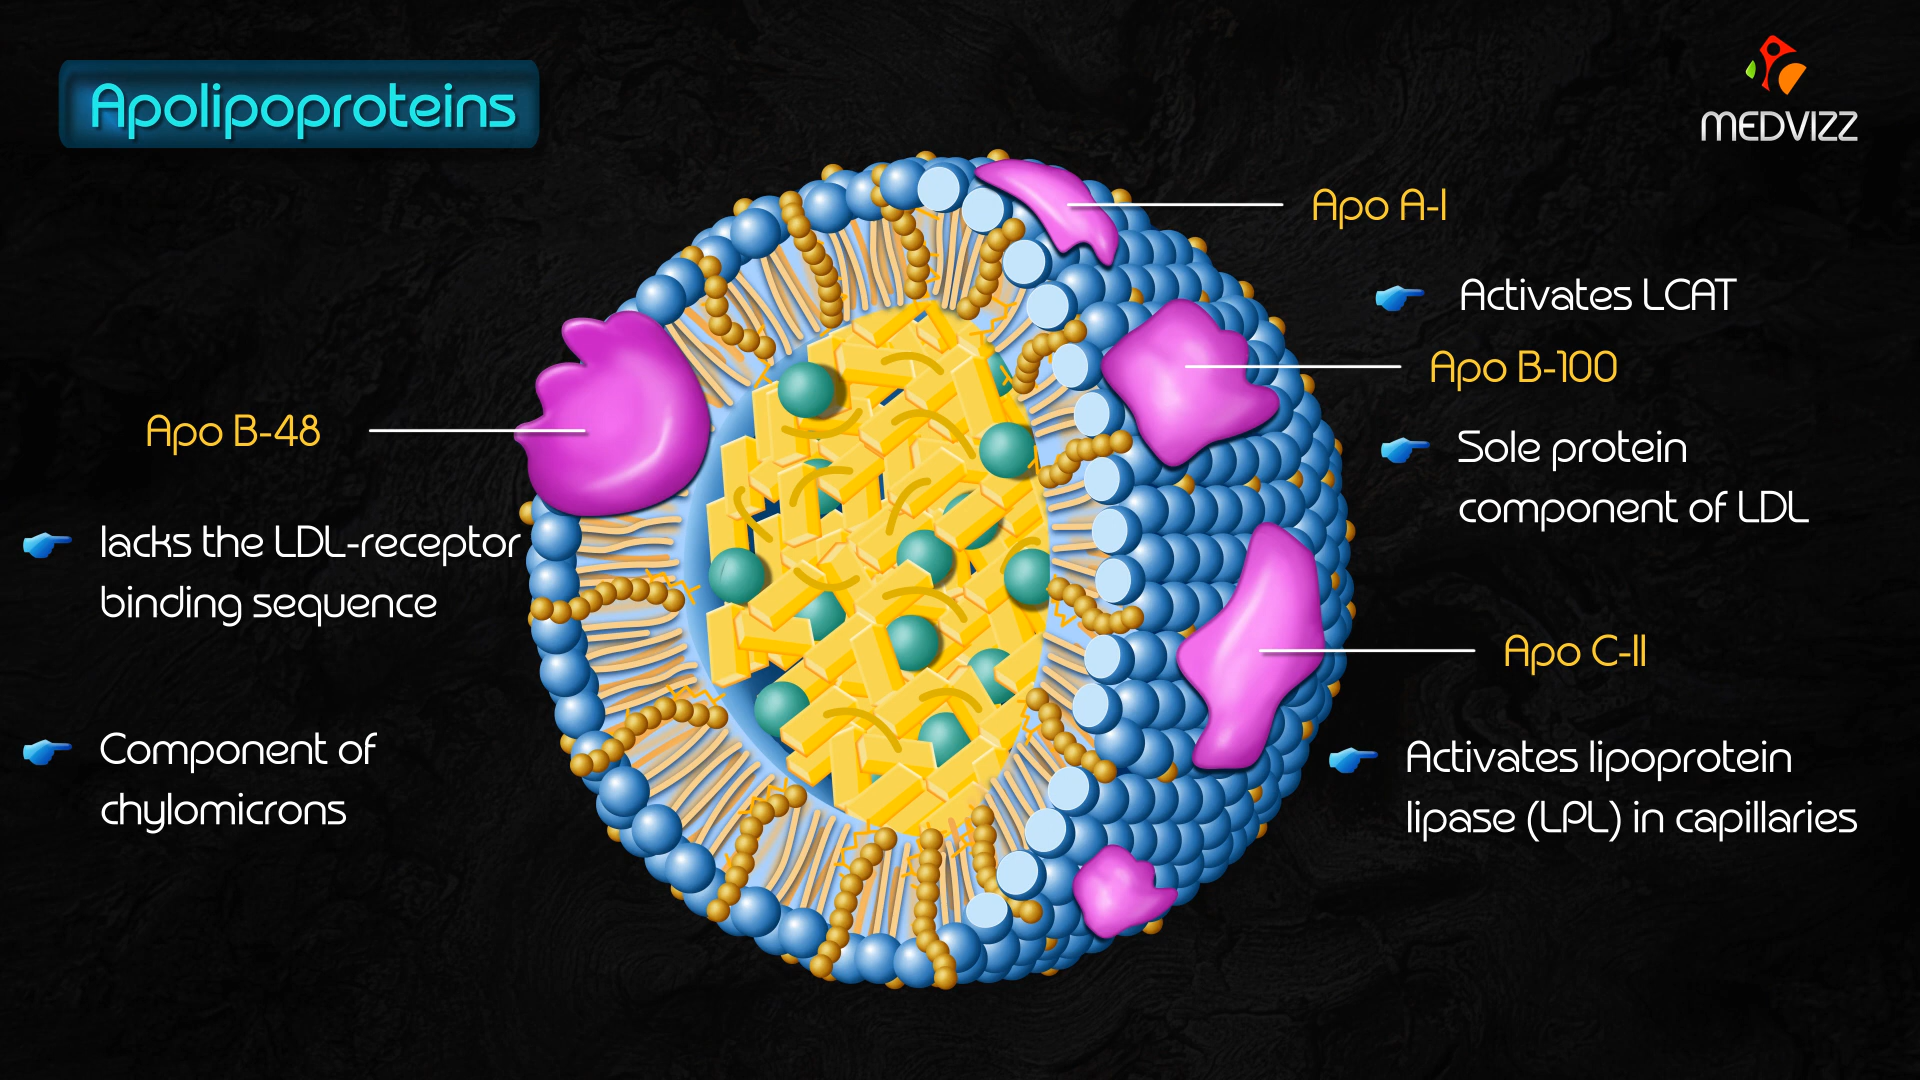 Apolipoproteins
MEDVIZZ
Apo A-I
Activates LCAT
Apo B-100
Sole protein
component of LDL
Apo B-48
lacks the LDL-receptor
binding sequence
Component of
chylomicrons
Apo C-II
Activates lipoprotein
lipase (LPL) in capillaries